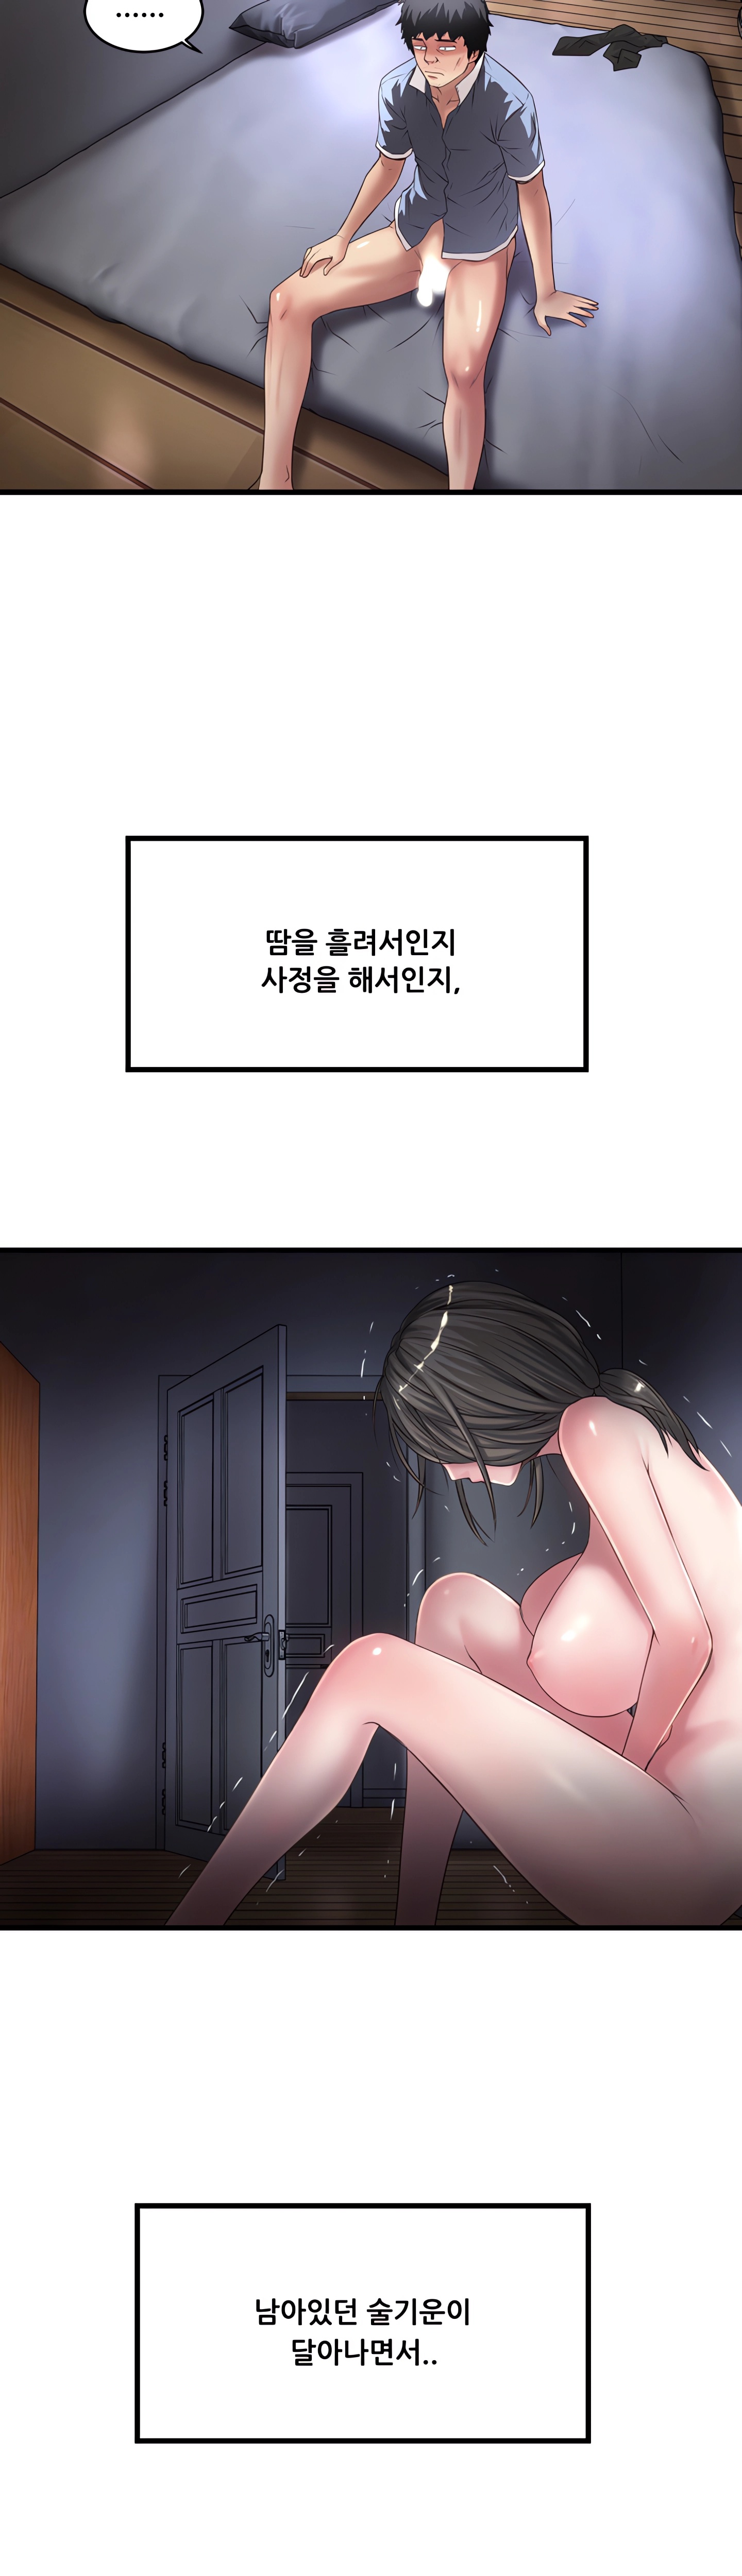 ......
땀을 흘려서인지
사정을 해서인지,
남아있던 술기운이
달아나면서..